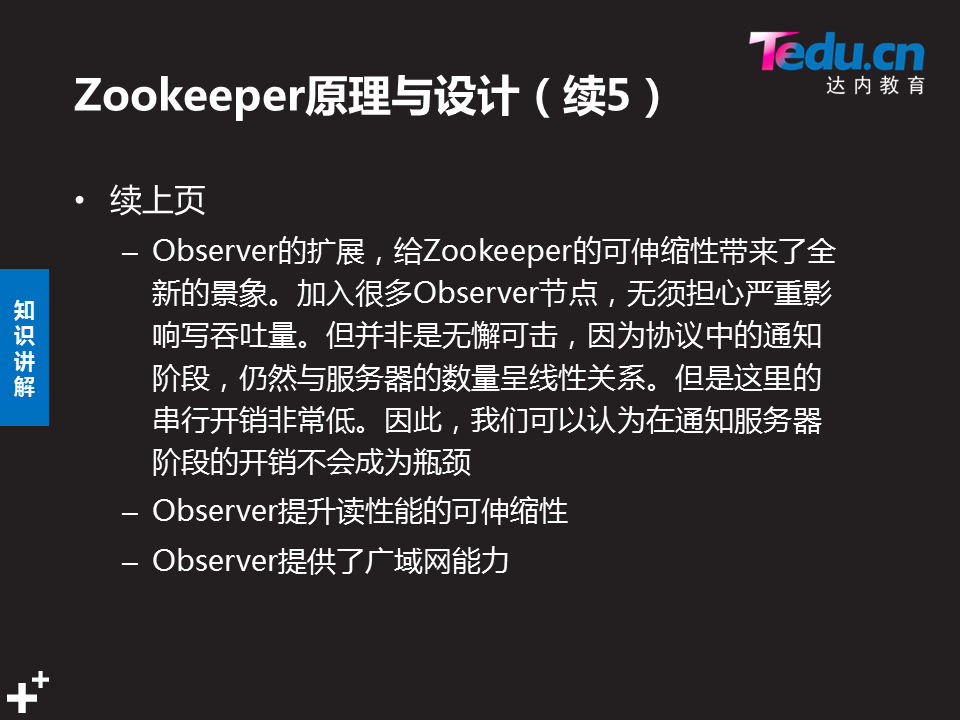 Tedu.cn
达内教育
Zookeeper原理与设计（续5）
• 续上页
– Observer的扩展，给Zookeeper的可伸缩性带来了全
新的景象。加入很多Observer节点，无须担心严重影
响写吞吐量。但并非是无懈可击，因为协议中的通知
阶段，仍然与服务器的数量呈线性关系。但是这里的
串行开销非常低。因此，我们可以认为在通知服务器
阶段的开销不会成为瓶颈
– Observer提升读性能的可伸缩性
– Observer提供了广域网能力
知
识
讲
解